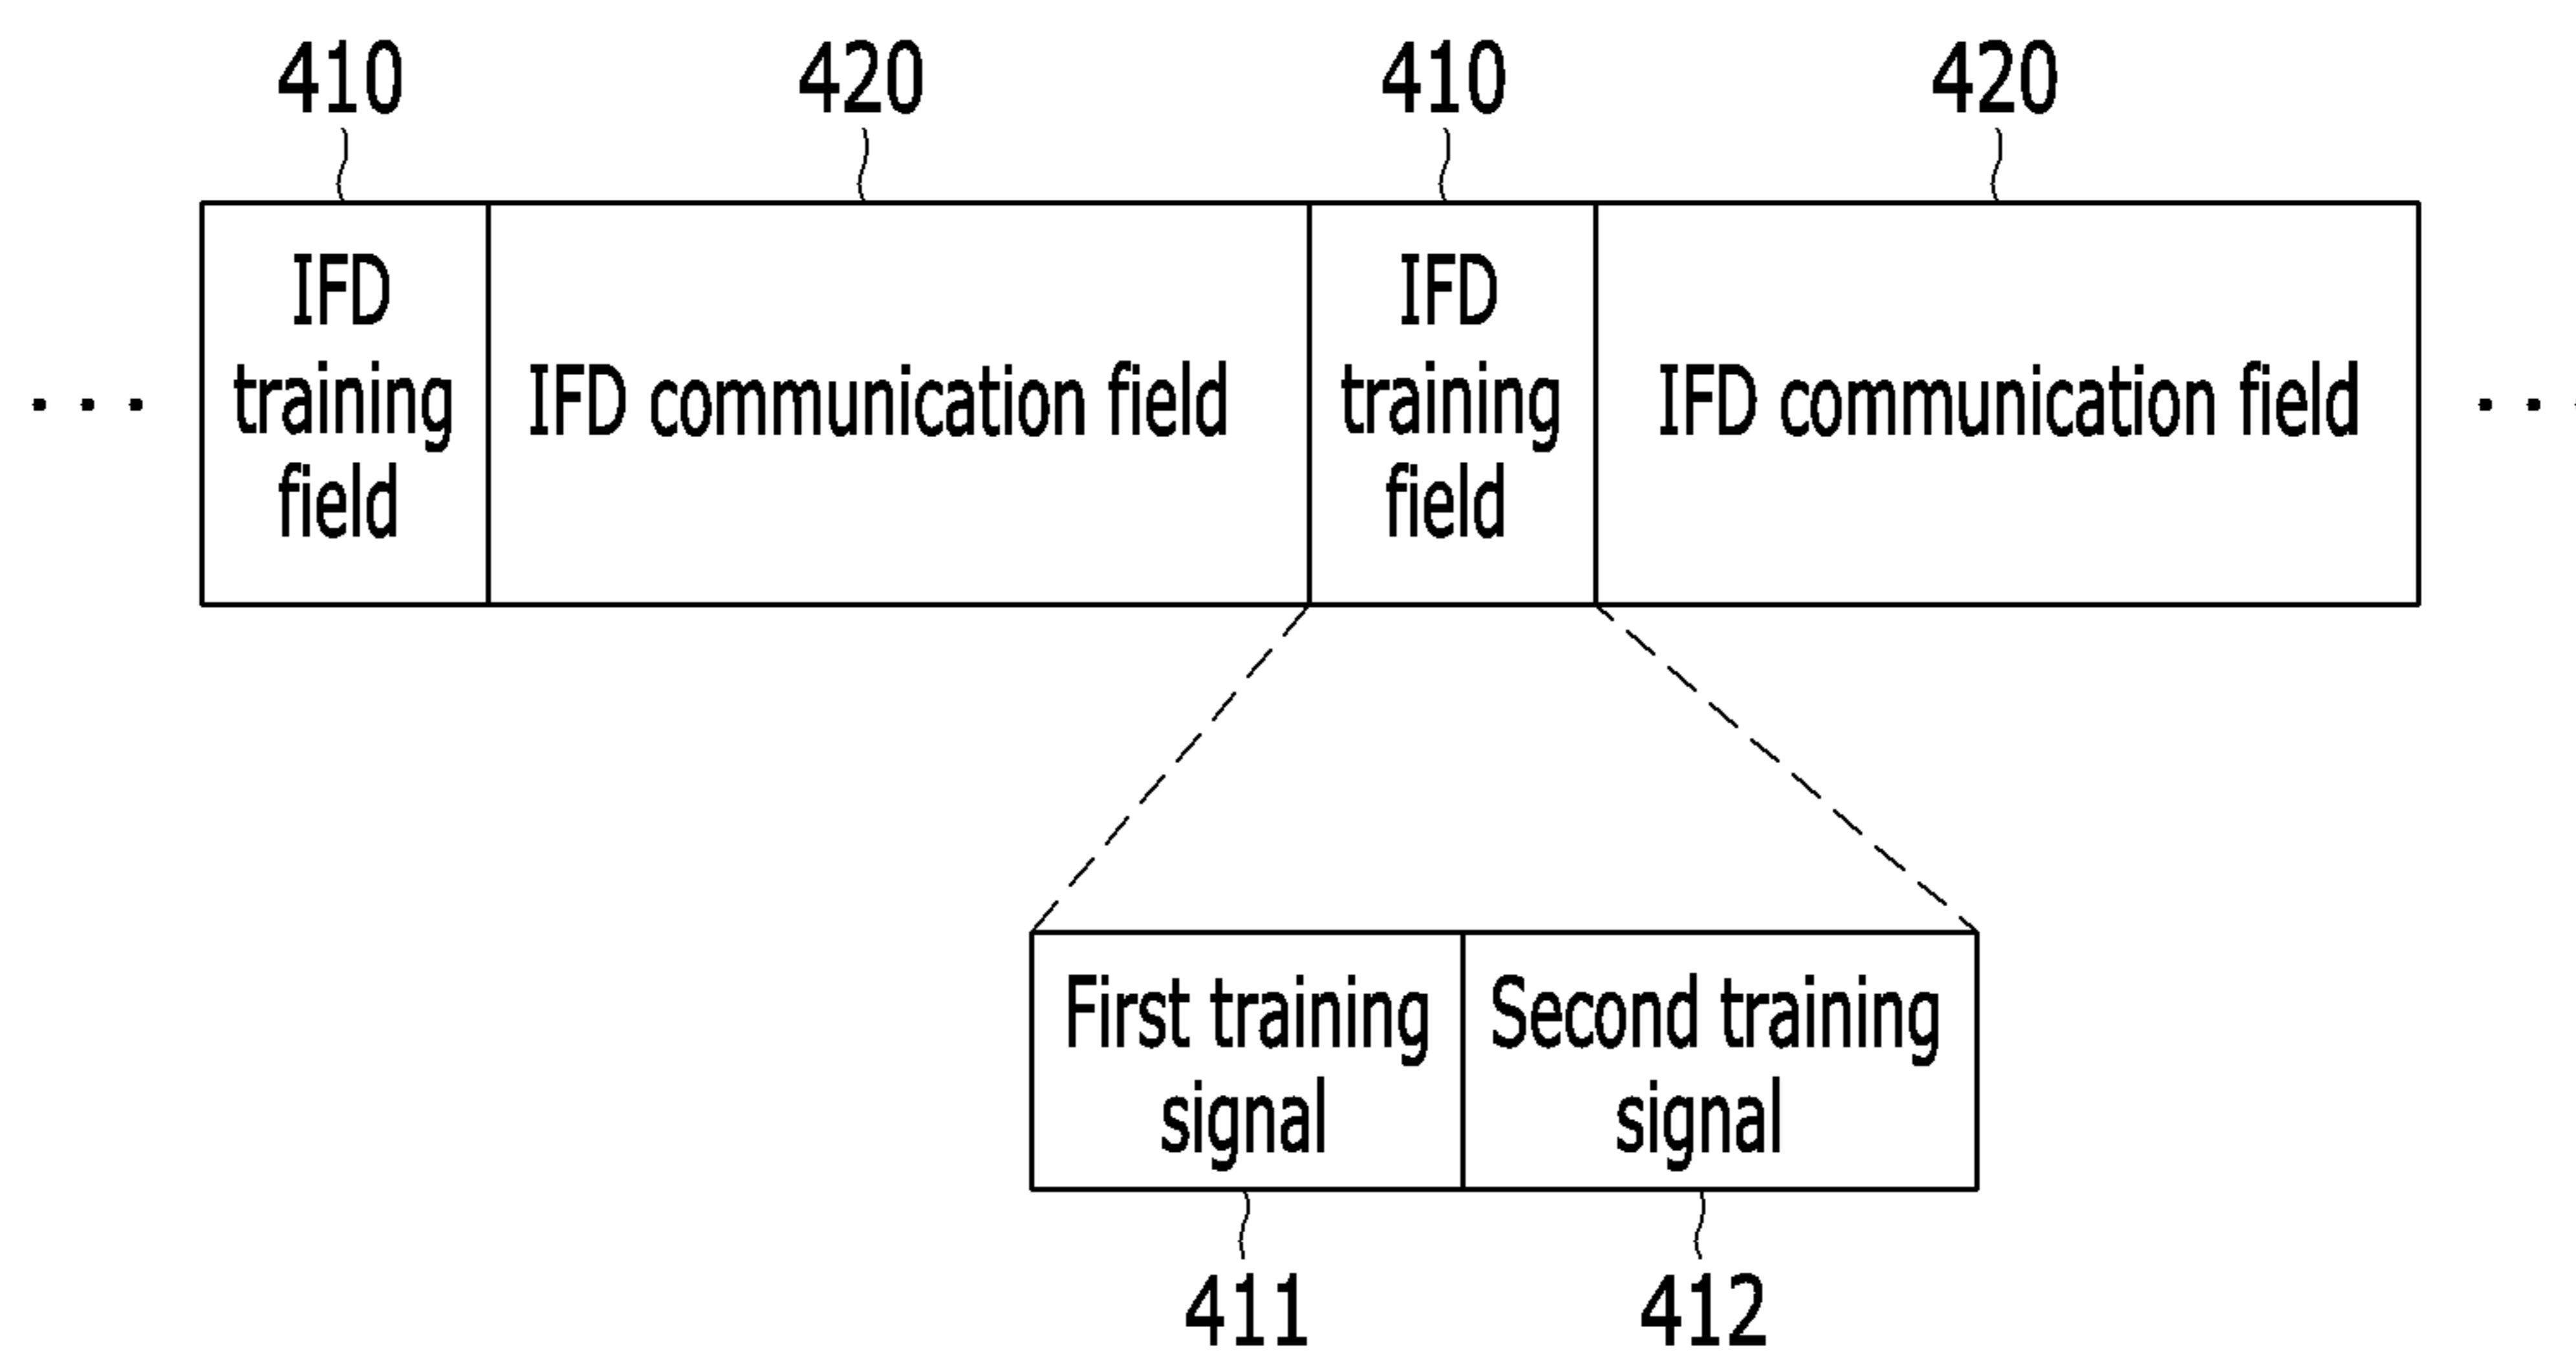 410 420 410 420
IFD
training
field
IFD communication field
IFD
training
field
IFD communication field
. . .
. . .
First training
signal
Second training
signal
411 412